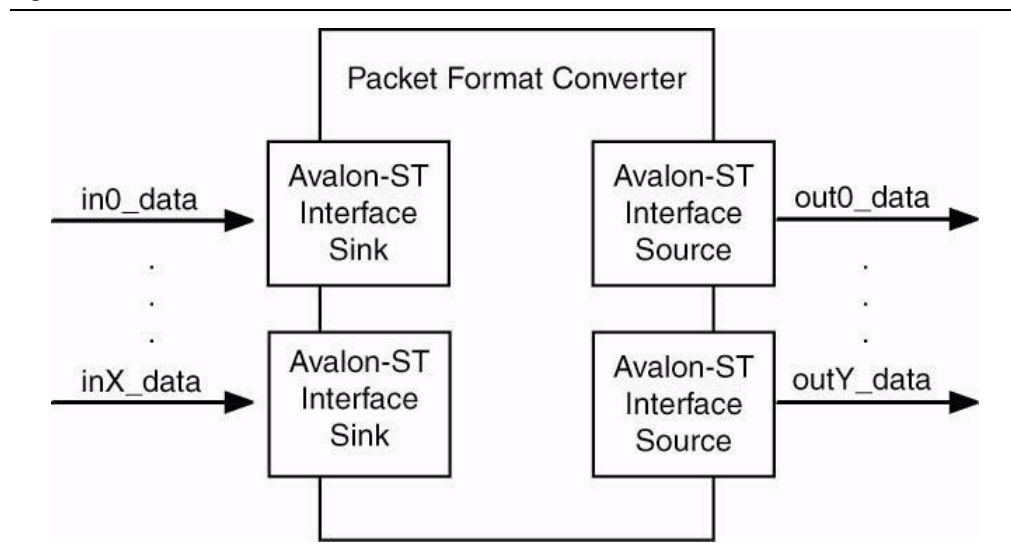 Packet Format Converter
Avalon-ST
Interface
Sink
Avalon-ST
Interface
Source
in0_data
out0_data
.
.
.
.
.
.
Avalon-ST
Interface
Sink
Avalon-ST
Interface
Source
inX_data
outY_data